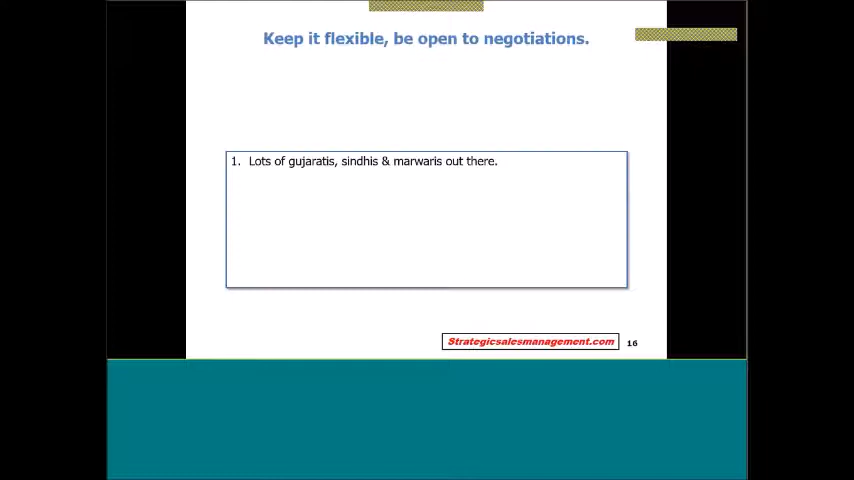 Keep it flexible, be open to negotiations.
1. Lots of gujaratis, sindhis & marwaris out there.
Strategicsalesmanagement.com
16